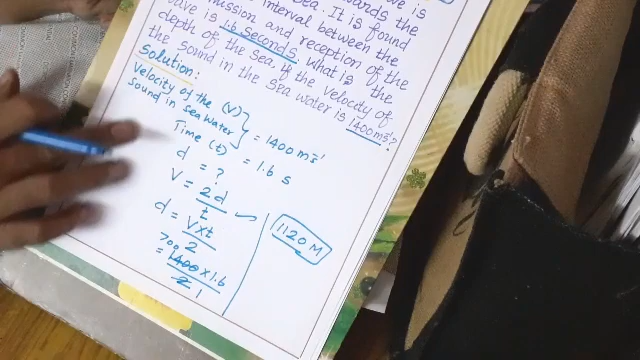 wards the
Sea. It is found
mission and interval between the
wave is 1.6 Seconds. What is the
reception of the
depth of the Sea, if the velocity of
the Sound in the Sea water is 1400ms⁻¹?
Solution:
Velocity of the (V)
Sound in Sea water } = 1400 ms⁻¹
Time (t) = 1.6 s
d = ?
V = 2d/t
d = V×t/2
700
= 1400 × 1.6 / 2 1
1120 M